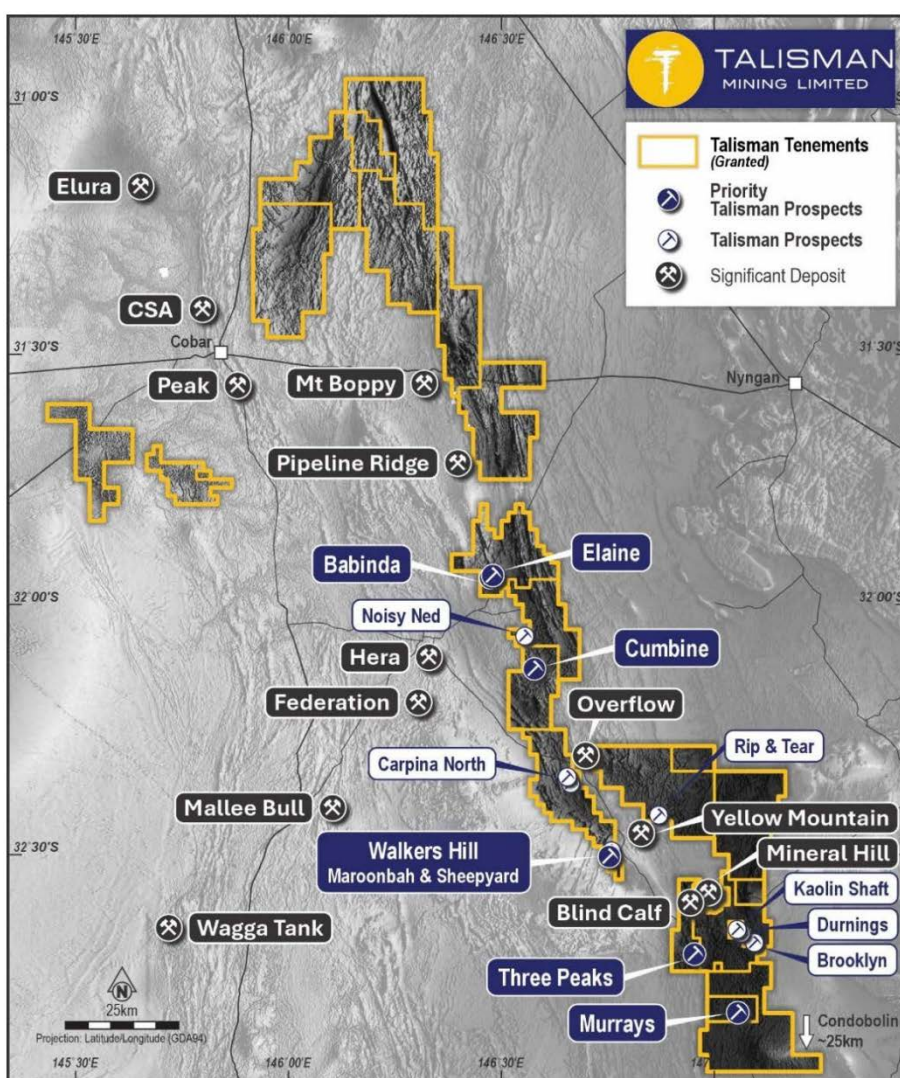 145°30'E
146°00'E
146°30'E
TALISMAN
MINING LIMITED
Talisman Tenements
(Granted)
Priority
Talisman Prospects
Talisman Prospects
Significant Deposit
31°00'S
Elura
CSA
Cobar
31°30'S
31°30'S
Peak
Mt Boppy
Nyngan
Pipeline Ridge
Elaine
Babinda
32°00'S
32°00'S
Noisy Ned
Hera
Cumbine
Federation
Overflow
Carpina North
Rip & Tear
Mallee Bull
Yellow Mountain
Walkers Hill
Maroonbah & Sheepyard
32°30'S
Mineral Hill
Kaolin Shaft
Blind Calf
Durnings
Wagga Tank
Brooklyn
Three Peaks
Murrays
N
25km
Projection: Latitude/Longitude (GDA94)
Condobolin
~25km
145°30'E
146°00'E
146°30'E